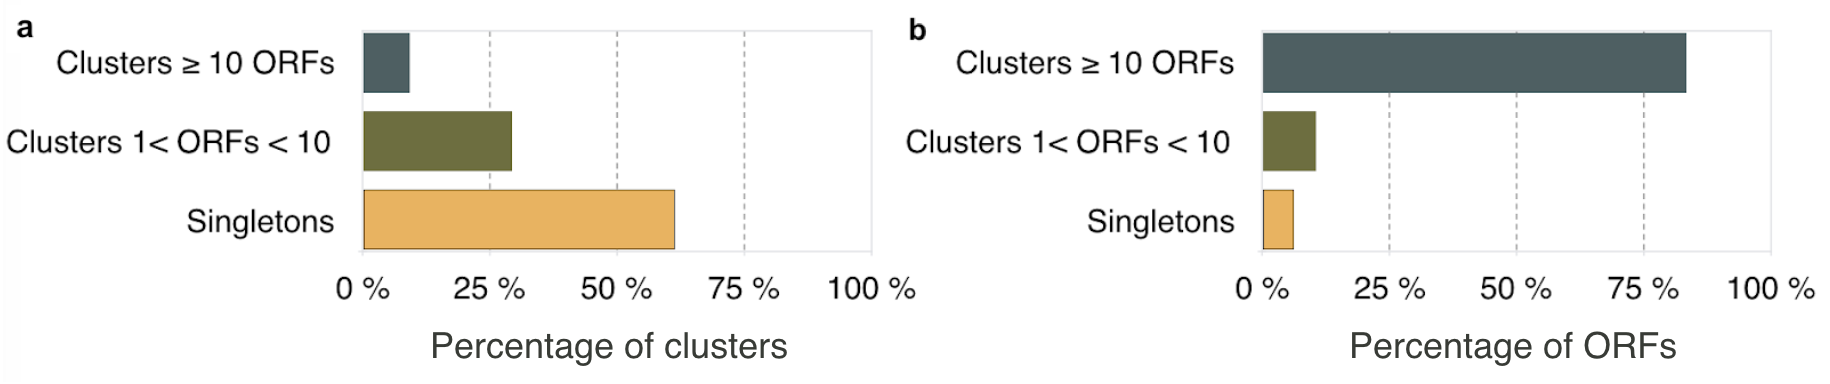 a
Clusters ≥ 10 ORFs
Clusters 1< ORFs < 10
Singletons
0 % 25 % 50 % 75 % 100 %
Percentage of clusters
b
Clusters ≥ 10 ORFs
Clusters 1< ORFs < 10
Singletons
0 % 25 % 50 % 75 % 100 %
Percentage of ORFs